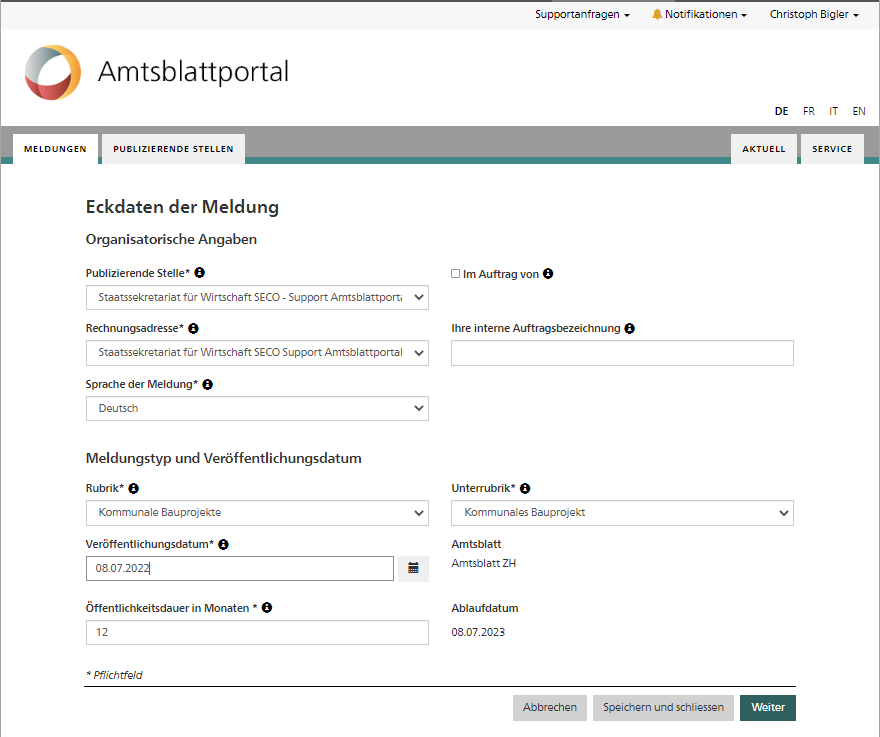 Supportanfragen Notifikationen Christoph Bigler
Amtsblattportal
DE FR IT EN
MELDUNGEN PUBLIZIERENDE STELLEN AKTUELL SERVICE
Eckdaten der Meldung
Organisatorische Angaben
Publizierende Stelle* Im Auftrag von
Staatssekretariat für Wirtschaft SECO - Support Amtsblattporta
Rechnungsadresse* Ihre interne Auftragsbezeichnung
Staatssekretariat für Wirtschaft SECO Support Amtsblattportal
Sprache der Meldung*
Deutsch
Meldungstyp und Veröffentlichungsdatum
Rubrik* Unterrubrik*
Kommunale Bauprojekte Kommunales Bauprojekt
Veröffentlichungsdatum* Amtsblatt
08.07.2022 Amtsblatt ZH
Öffentlichkeitsdauer in Monaten * Ablaufdatum
12 08.07.2023
* Pflichtfeld
Abbrechen Speichern und schliessen Weiter